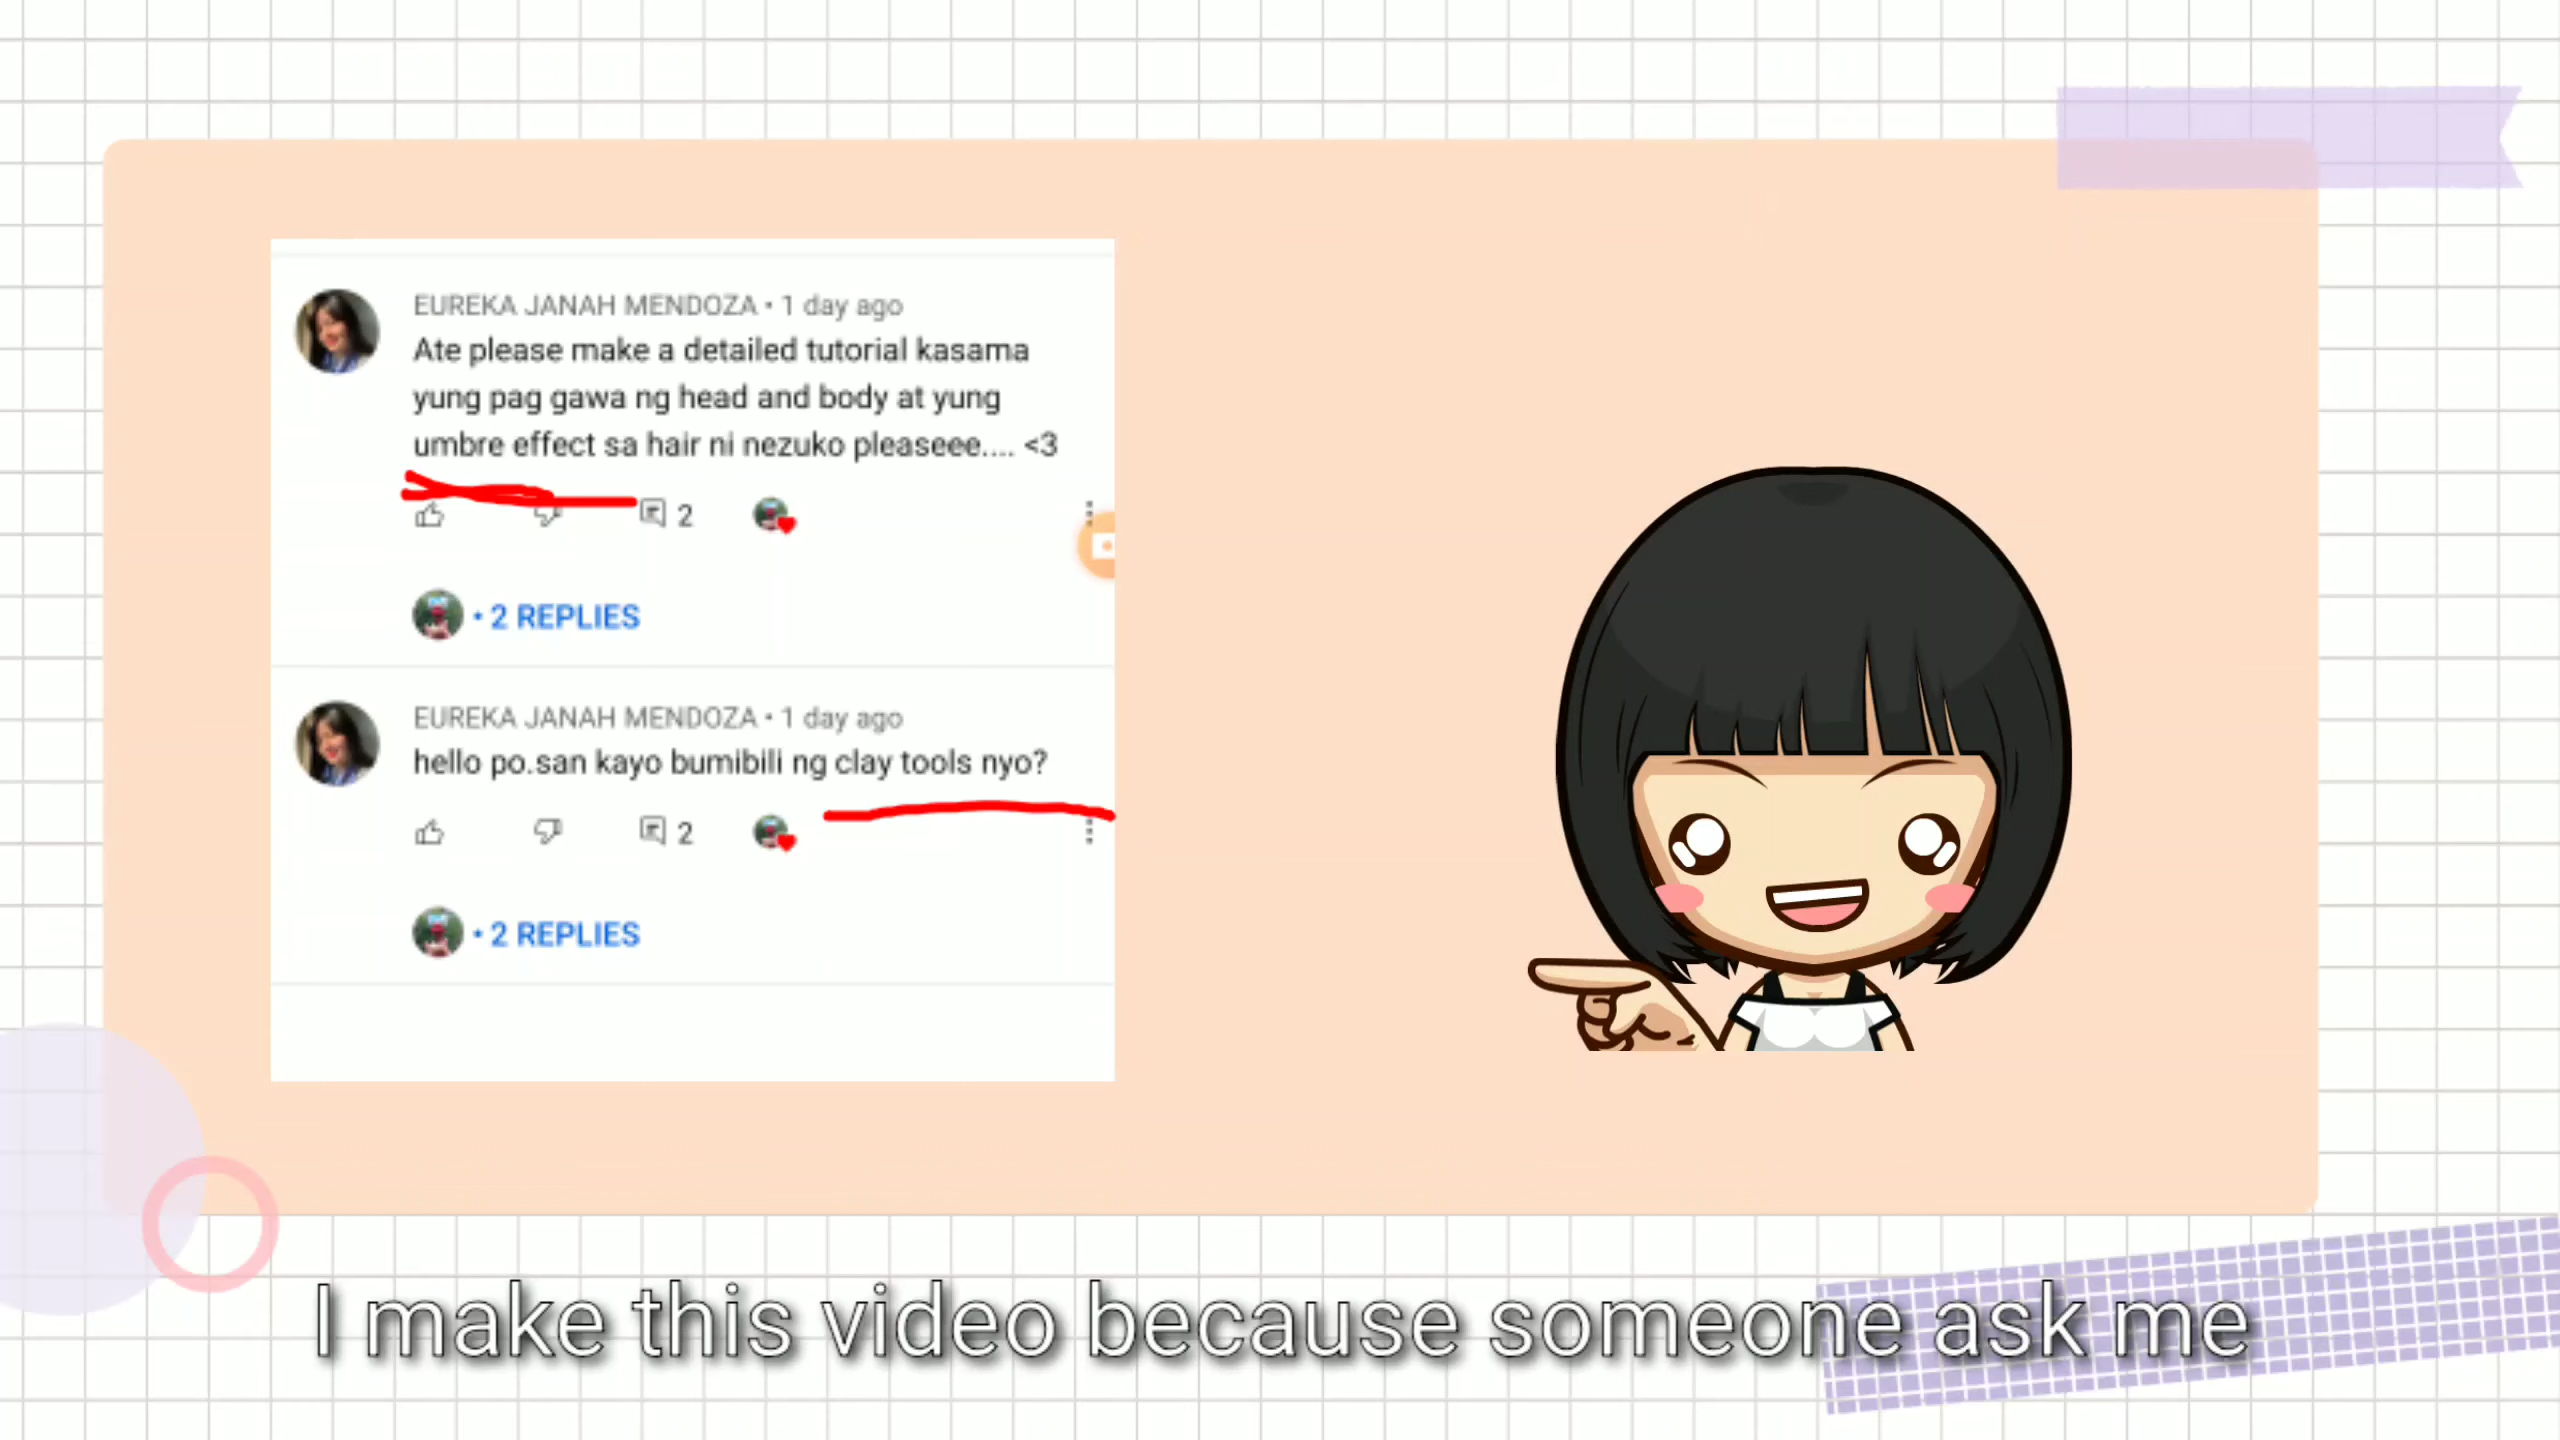 EUREKA JANAH MENDOZA • 1 day ago
Ate please make a detailed tutorial kasama
yung pag gawa ng head and body at yung
umbre effect sa hair ni nezuko pleaseee.... <3
2
• 2 REPLIES
EUREKA JANAH MENDOZA • 1 day ago
hello po.san kayo bumibili ng clay tools nyo?
2
• 2 REPLIES
I make this video because someone ask me